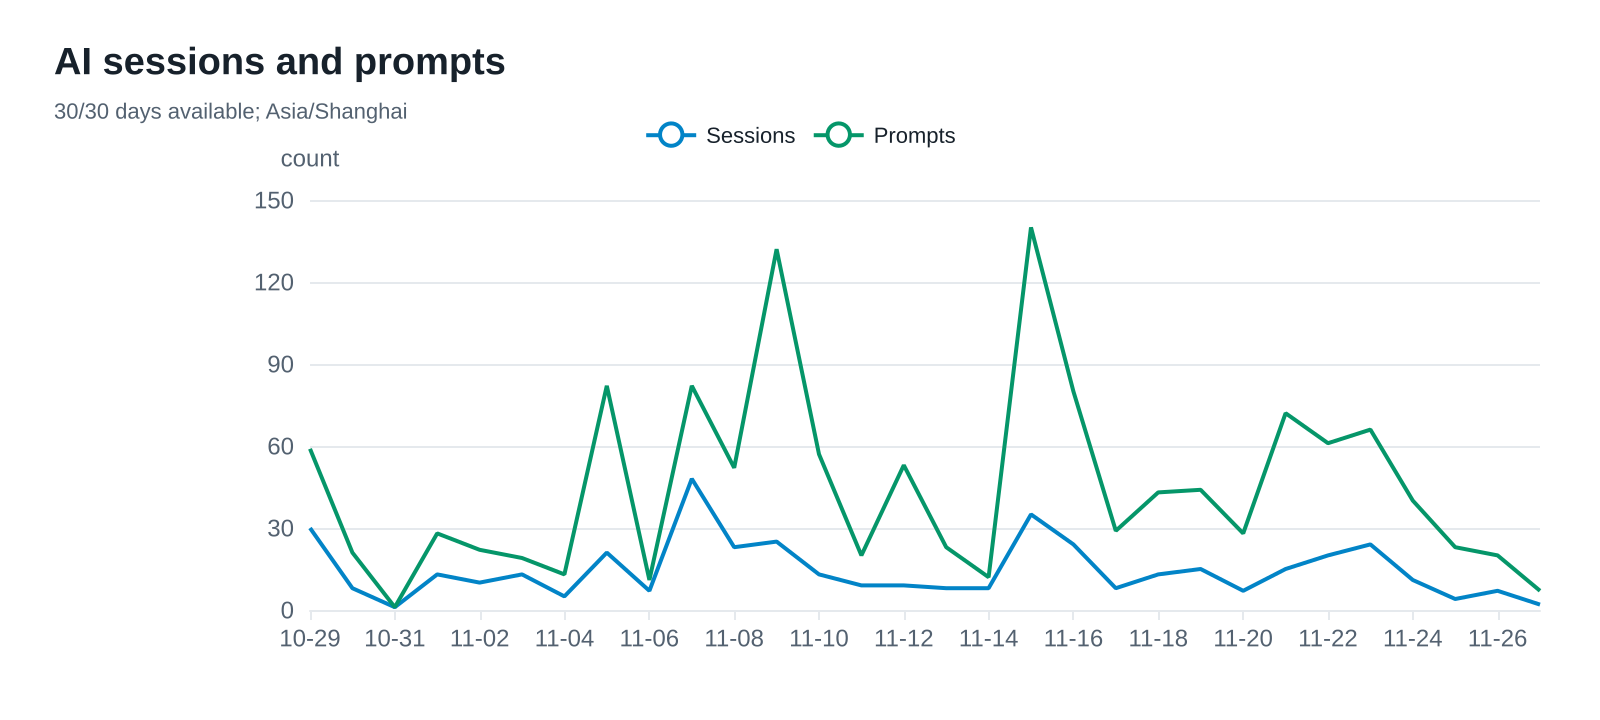 AI sessions and prompts
30/30 days available; Asia/Shanghai
Sessions Prompts
count
150
120
90
60
30
0
10-29 10-31 11-02 11-04 11-06 11-08 11-10 11-12 11-14 11-16 11-18 11-20 11-22 11-24 11-26